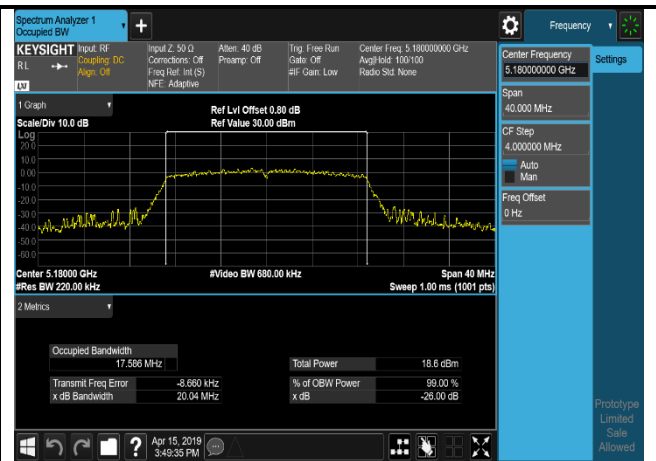 Spectrum Analyzer 1
Occupied BW
Frequency
KEYSIGHT Input: RF
RL
Coupling: DC
Align: Off
Input Z: 50 Ω
Corrections: Off
Freq Ref: Int (S)
NFE: Adaptive
Atten: 40 dB
Preamp: Off
Trig: Free Run
Gate: Off
#IF Gain: Low
Center Freq: 5.180000000 GHz
Avg|Hold: 100/100
Radio Std: None
Center Frequency
5.180000000 GHz
Settings
Span
40.000 MHz
CF Step
4.000000 MHz
Auto
Man
Freq Offset
0 Hz
1 Graph
Scale/Div 10.0 dB
Ref Lvl Offset 0.80 dB
Ref Value 30.00 dBm
Log
20.0
10.0
0.00
-10.0
-20.0
-30.0
-40.0
-50.0
-60.0
Center 5.18000 GHz
#Res BW 220.00 kHz
#Video BW 680.00 kHz
Span 40 MHz
Sweep 1.00 ms (1001 pts)
2 Metrics
Occupied Bandwidth
17.586 MHz
Total Power 18.6 dBm
Transmit Freq Error -8.660 kHz
% of OBW Power 99.00 %
x dB Bandwidth 20.04 MHz
x dB -26.00 dB
Prototype
Limited
Sale
Allowed
Apr 15, 2019
3:49:35 PM